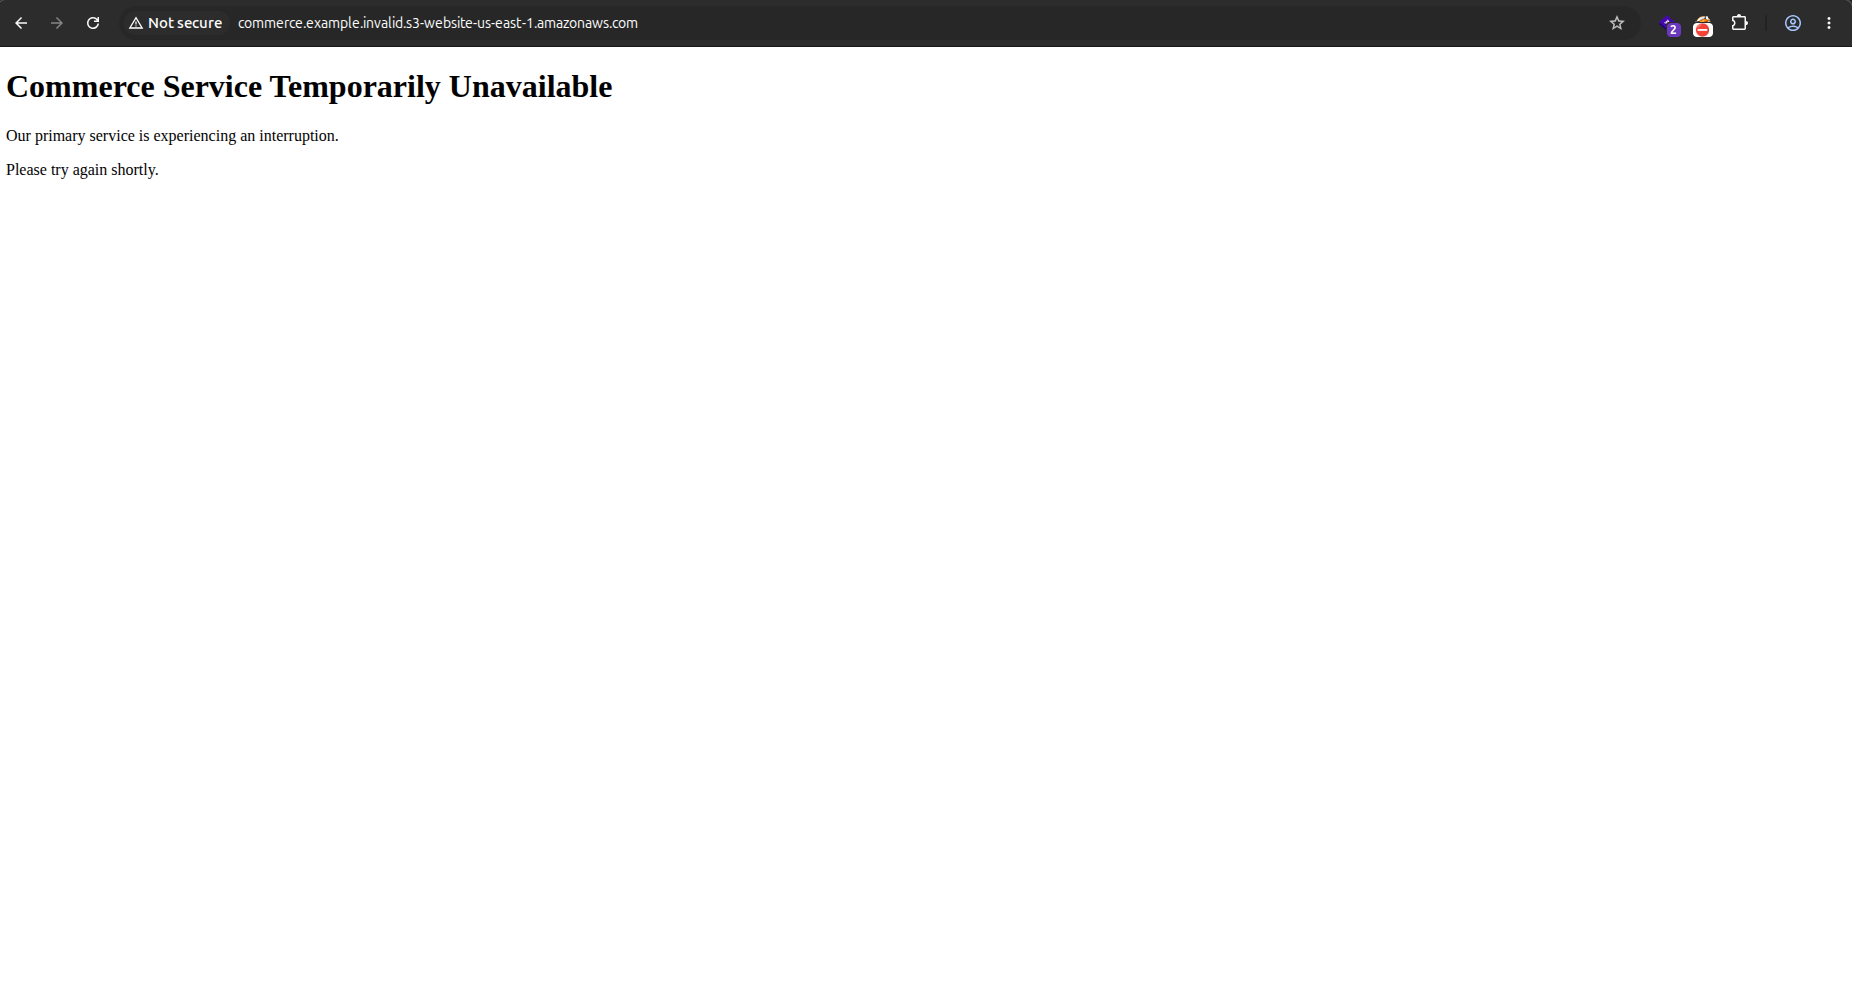 Not secure commerce.example.invalid.s3-website-us-east-1.amazonaws.com
2
Commerce Service Temporarily Unavailable
Our primary service is experiencing an interruption.
Please try again shortly.